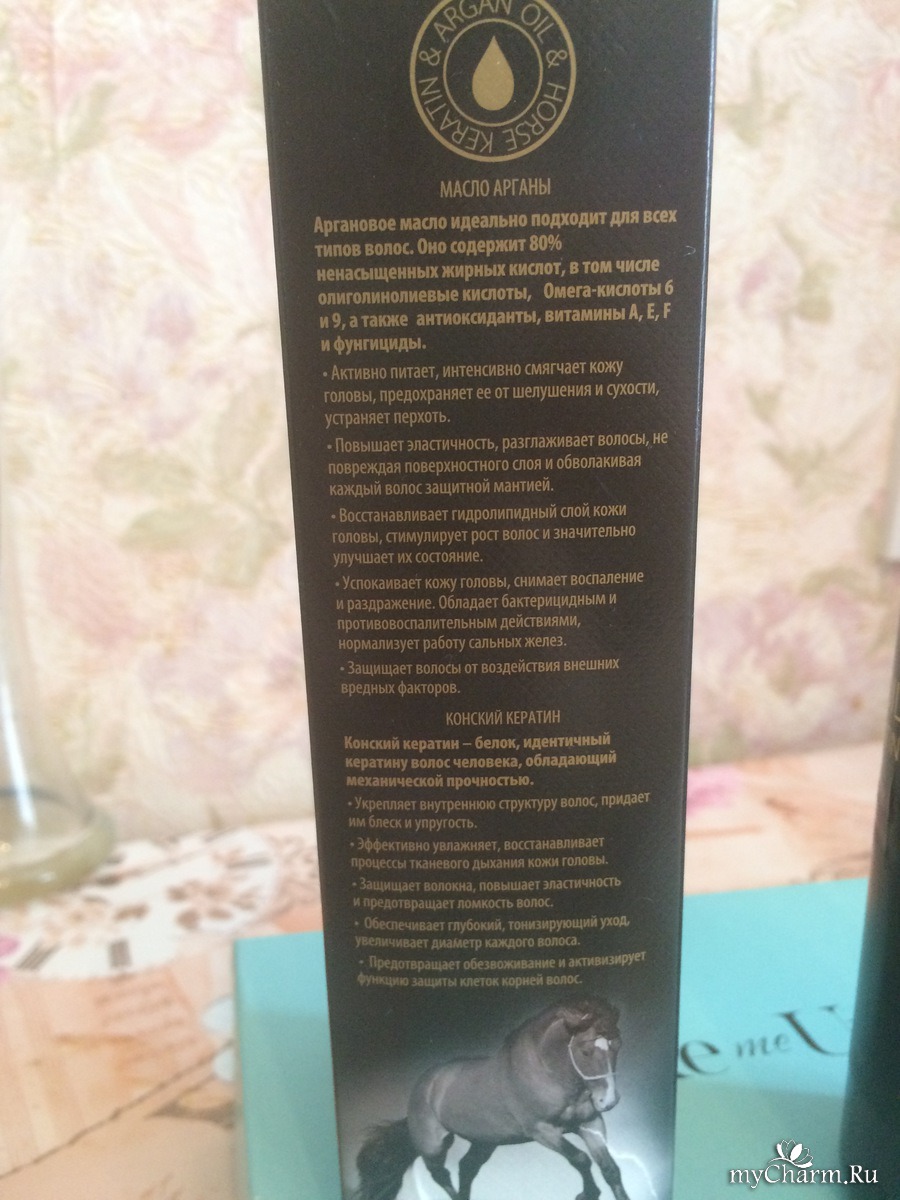 & ARGAN OIL & HORSE KERATIN
МАСЛО АРГАНЫ
Аргановое масло идеально подходит для всех
типов волос. Оно содержит 80%
ненасыщенных жирных кислот, в том числе
олиголинолиевые кислоты, Омега-кислоты 6
и 9, а также антиоксиданты, витамины А, Е, F
и фунгициды.
• Активно питает, интенсивно смягчает кожу
головы, предохраняет ее от шелушения и сухости,
устраняет перхоть.
• Повышает эластичность, разглаживает волосы, не
повреждая поверхностного слоя и обволакивая
каждый волос защитной мантией.
• Восстанавливает гидролипидный слой кожи
головы, стимулирует рост волос и значительно
улучшает их состояние.
• Успокаивает кожу головы, снимает воспаление
и раздражение. Обладает бактерицидным и
противовоспалительным действиями,
нормализует работу сальных желез.
• Защищает волосы от воздействия внешних
вредных факторов.
КОНСКИЙ КЕРАТИН
Конский кератин – белок, идентичный
кератину волос человека, обладающий
механической прочностью.
• Укрепляет внутреннюю структуру волос, придает
им блеск и упругость.
• Эффективно увлажняет, восстанавливает
процессы тканевого дыхания кожи головы.
• Защищает волокна, повышает эластичность
и предотвращает ломкость волос.
• Обеспечивает глубокий, тонизирующий уход,
увеличивает диаметр каждого волоса.
• Предотвращает обезвоживание и активизирует
функцию защиты клеток корней волос.
me
myCharm.Ru